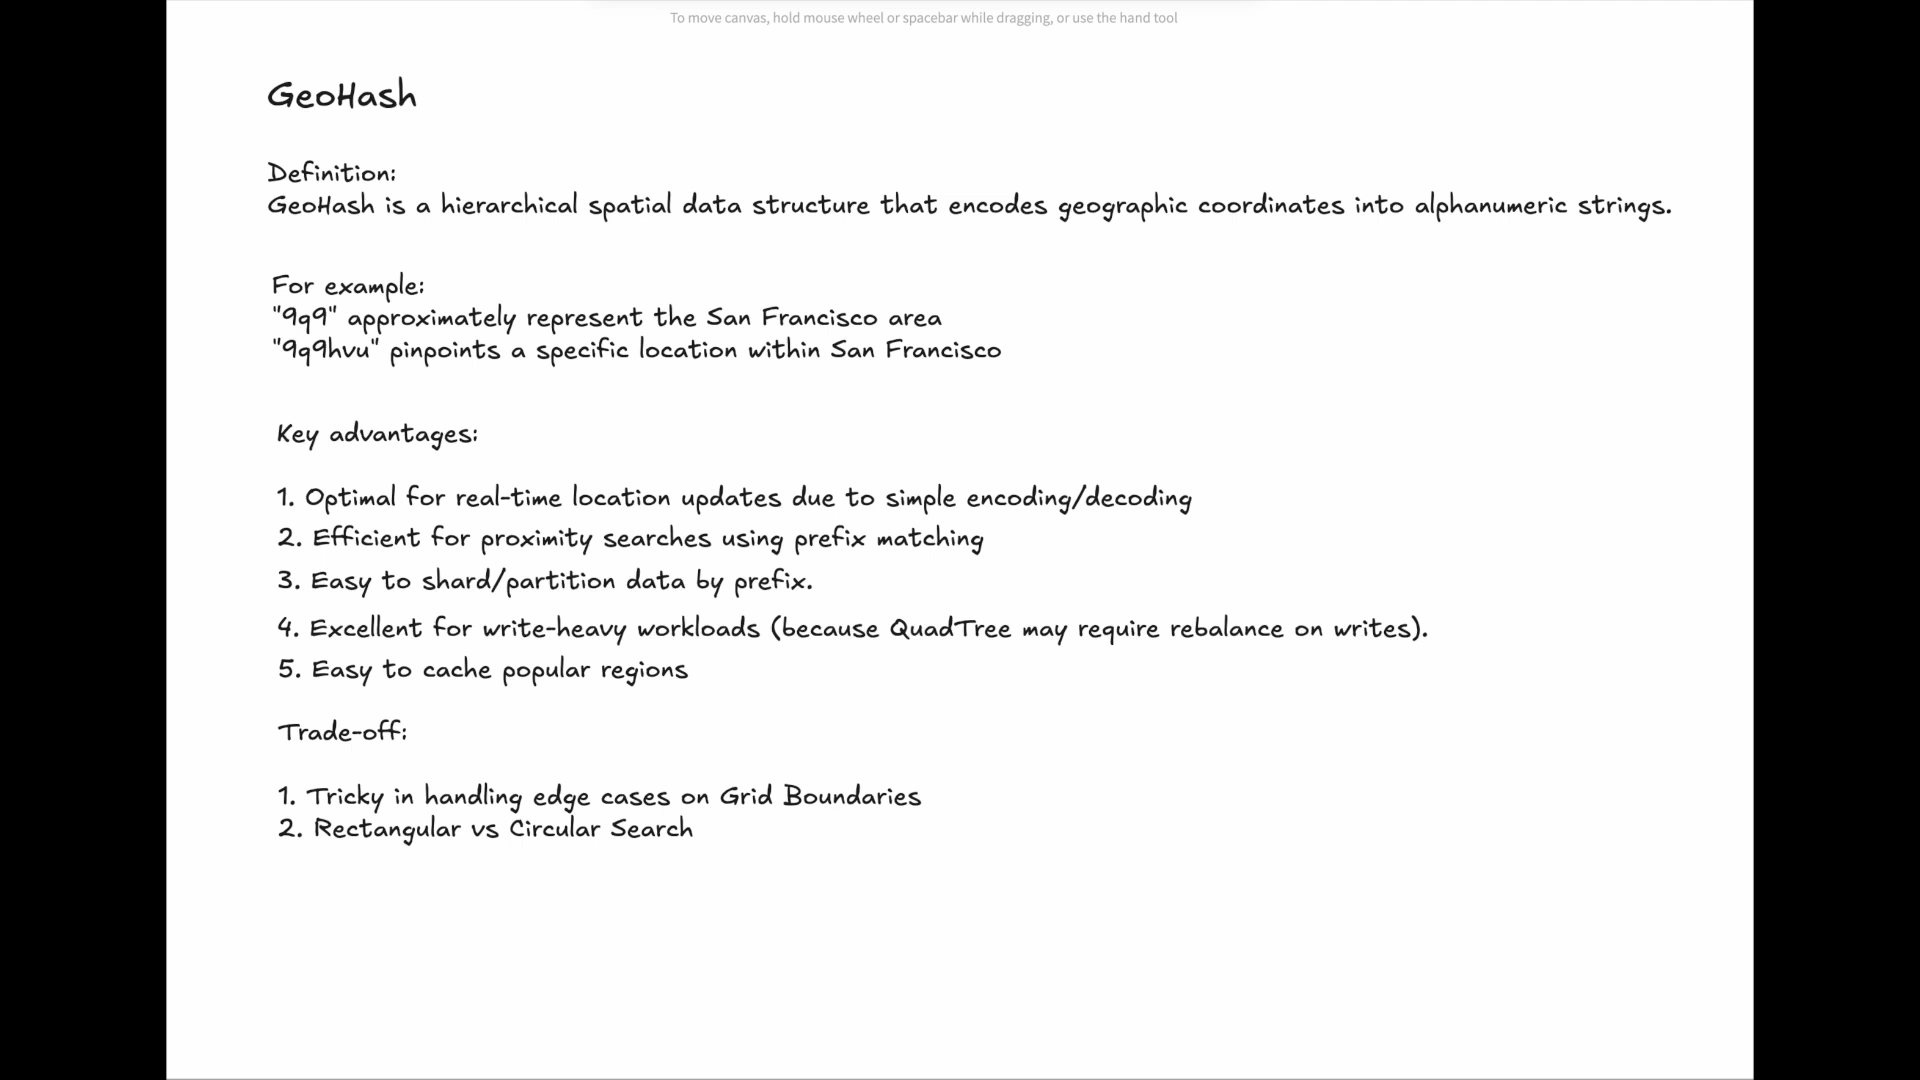 To move canvas, hold mouse wheel or spacebar while dragging, or use the hand tool
GeoHash
Definition:
GeoHash is a hierarchical spatial data structure that encodes geographic coordinates into alphanumeric strings.
For example:
"9q9" approximately represent the San Francisco area
"9q9hvu" pinpoints a specific location within San Francisco
Key advantages:
1. Optimal for real-time location updates due to simple encoding/decoding
2. Efficient for proximity searches using prefix matching
3. Easy to shard/partition data by prefix.
4. Excellent for write-heavy workloads (because QuadTree may require rebalance on writes).
5. Easy to cache popular regions
Trade-off:
1. Tricky in handling edge cases on Grid Boundaries
2. Rectangular vs Circular Search